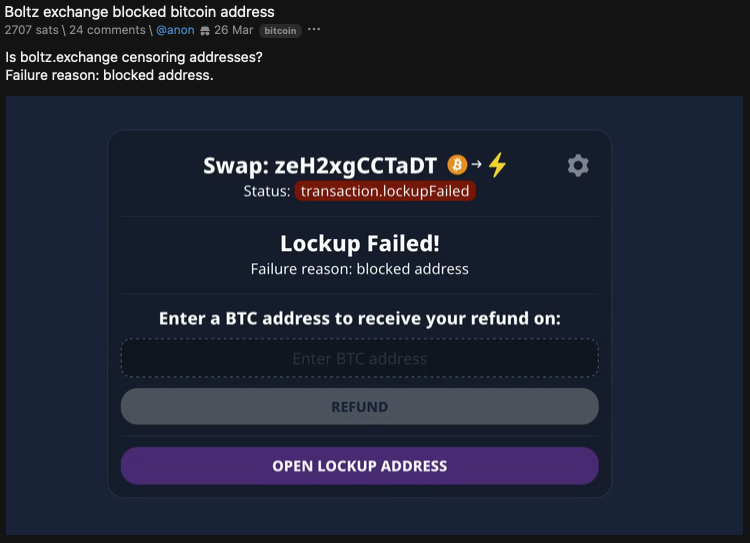 Boltz exchange blocked bitcoin address
2707 sats \ 24 comments \ @anon 26 Mar bitcoin ...
Is boltz.exchange censoring addresses?
Failure reason: blocked address.
Swap: zeH2xgCCTaDT
Status: transaction.lockupFailed
Lockup Failed!
Failure reason: blocked address
Enter a BTC address to receive your refund on:
Enter BTC address
REFUND
OPEN LOCKUP ADDRESS